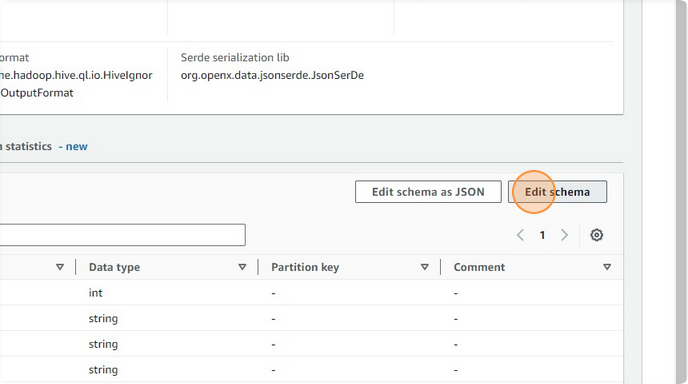 ormat
Serde serialization lib
he.hadoop.hive.ql.io.HiveIgnor
org.openx.data.jsonserde.JsonSerDe
OutputFormat
n statistics - new
Edit schema as JSON
Edit schema
1
Data type
Partition key
Comment
int
-
-
string
-
-
string
-
-
string
-
-